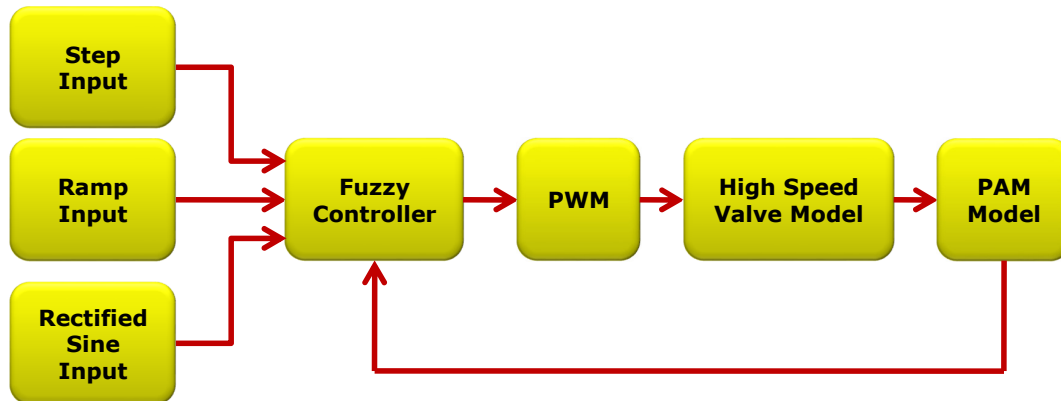 Step
Input
Ramp
Input
Rectified
Sine
Input
Fuzzy
Controller
PWM
High Speed
Valve Model
PAM
Model